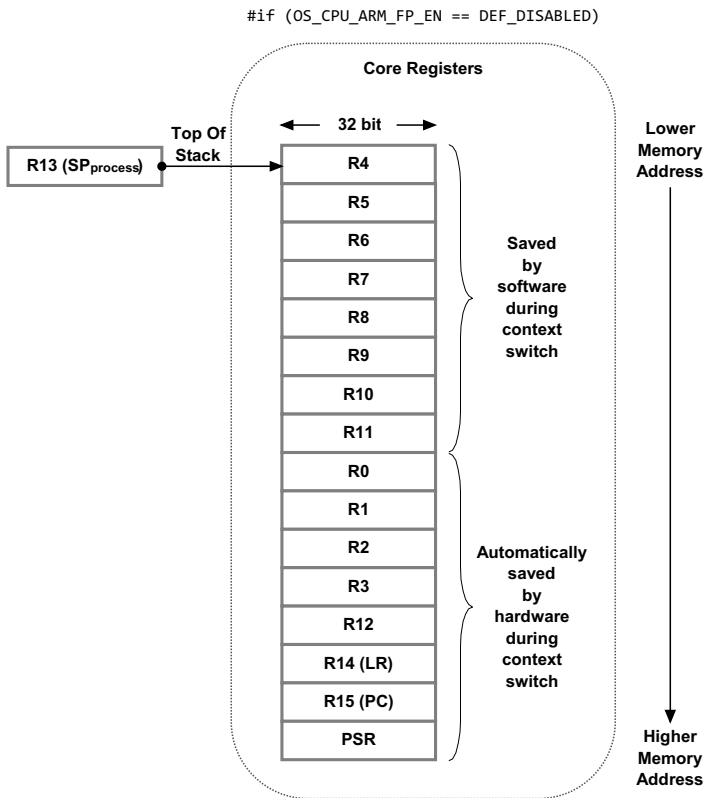 #if (OS_CPU_ARM_FP_EN == DEF_DISABLED)
Core Registers
32 bit
Top Of
Stack
R13 (SPprocess)
Lower
Memory
Address
R4
R5
R6
R7
R8
R9
R10
R11
Saved
by
software
during
context
switch
R0
R1
R2
R3
R12
R14 (LR)
R15 (PC)
PSR
Automatically
saved
by
hardware
during
context
switch
Higher
Memory
Address